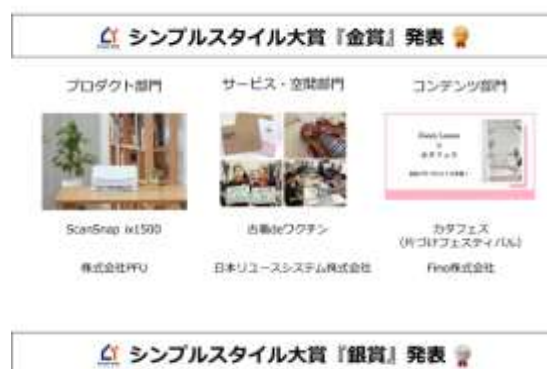 シンプルスタイル大賞『金賞』発表
プロダクト部門
サービス・空間部門
コンテンツ部門
ScanSnap ix1500
古着deワクチン
カタフェス
(片づけフェスティバル)
株式会社PFU
日本リユースシステム株式会社
Fino株式会社
シンプルスタイル大賞『銀賞』発表